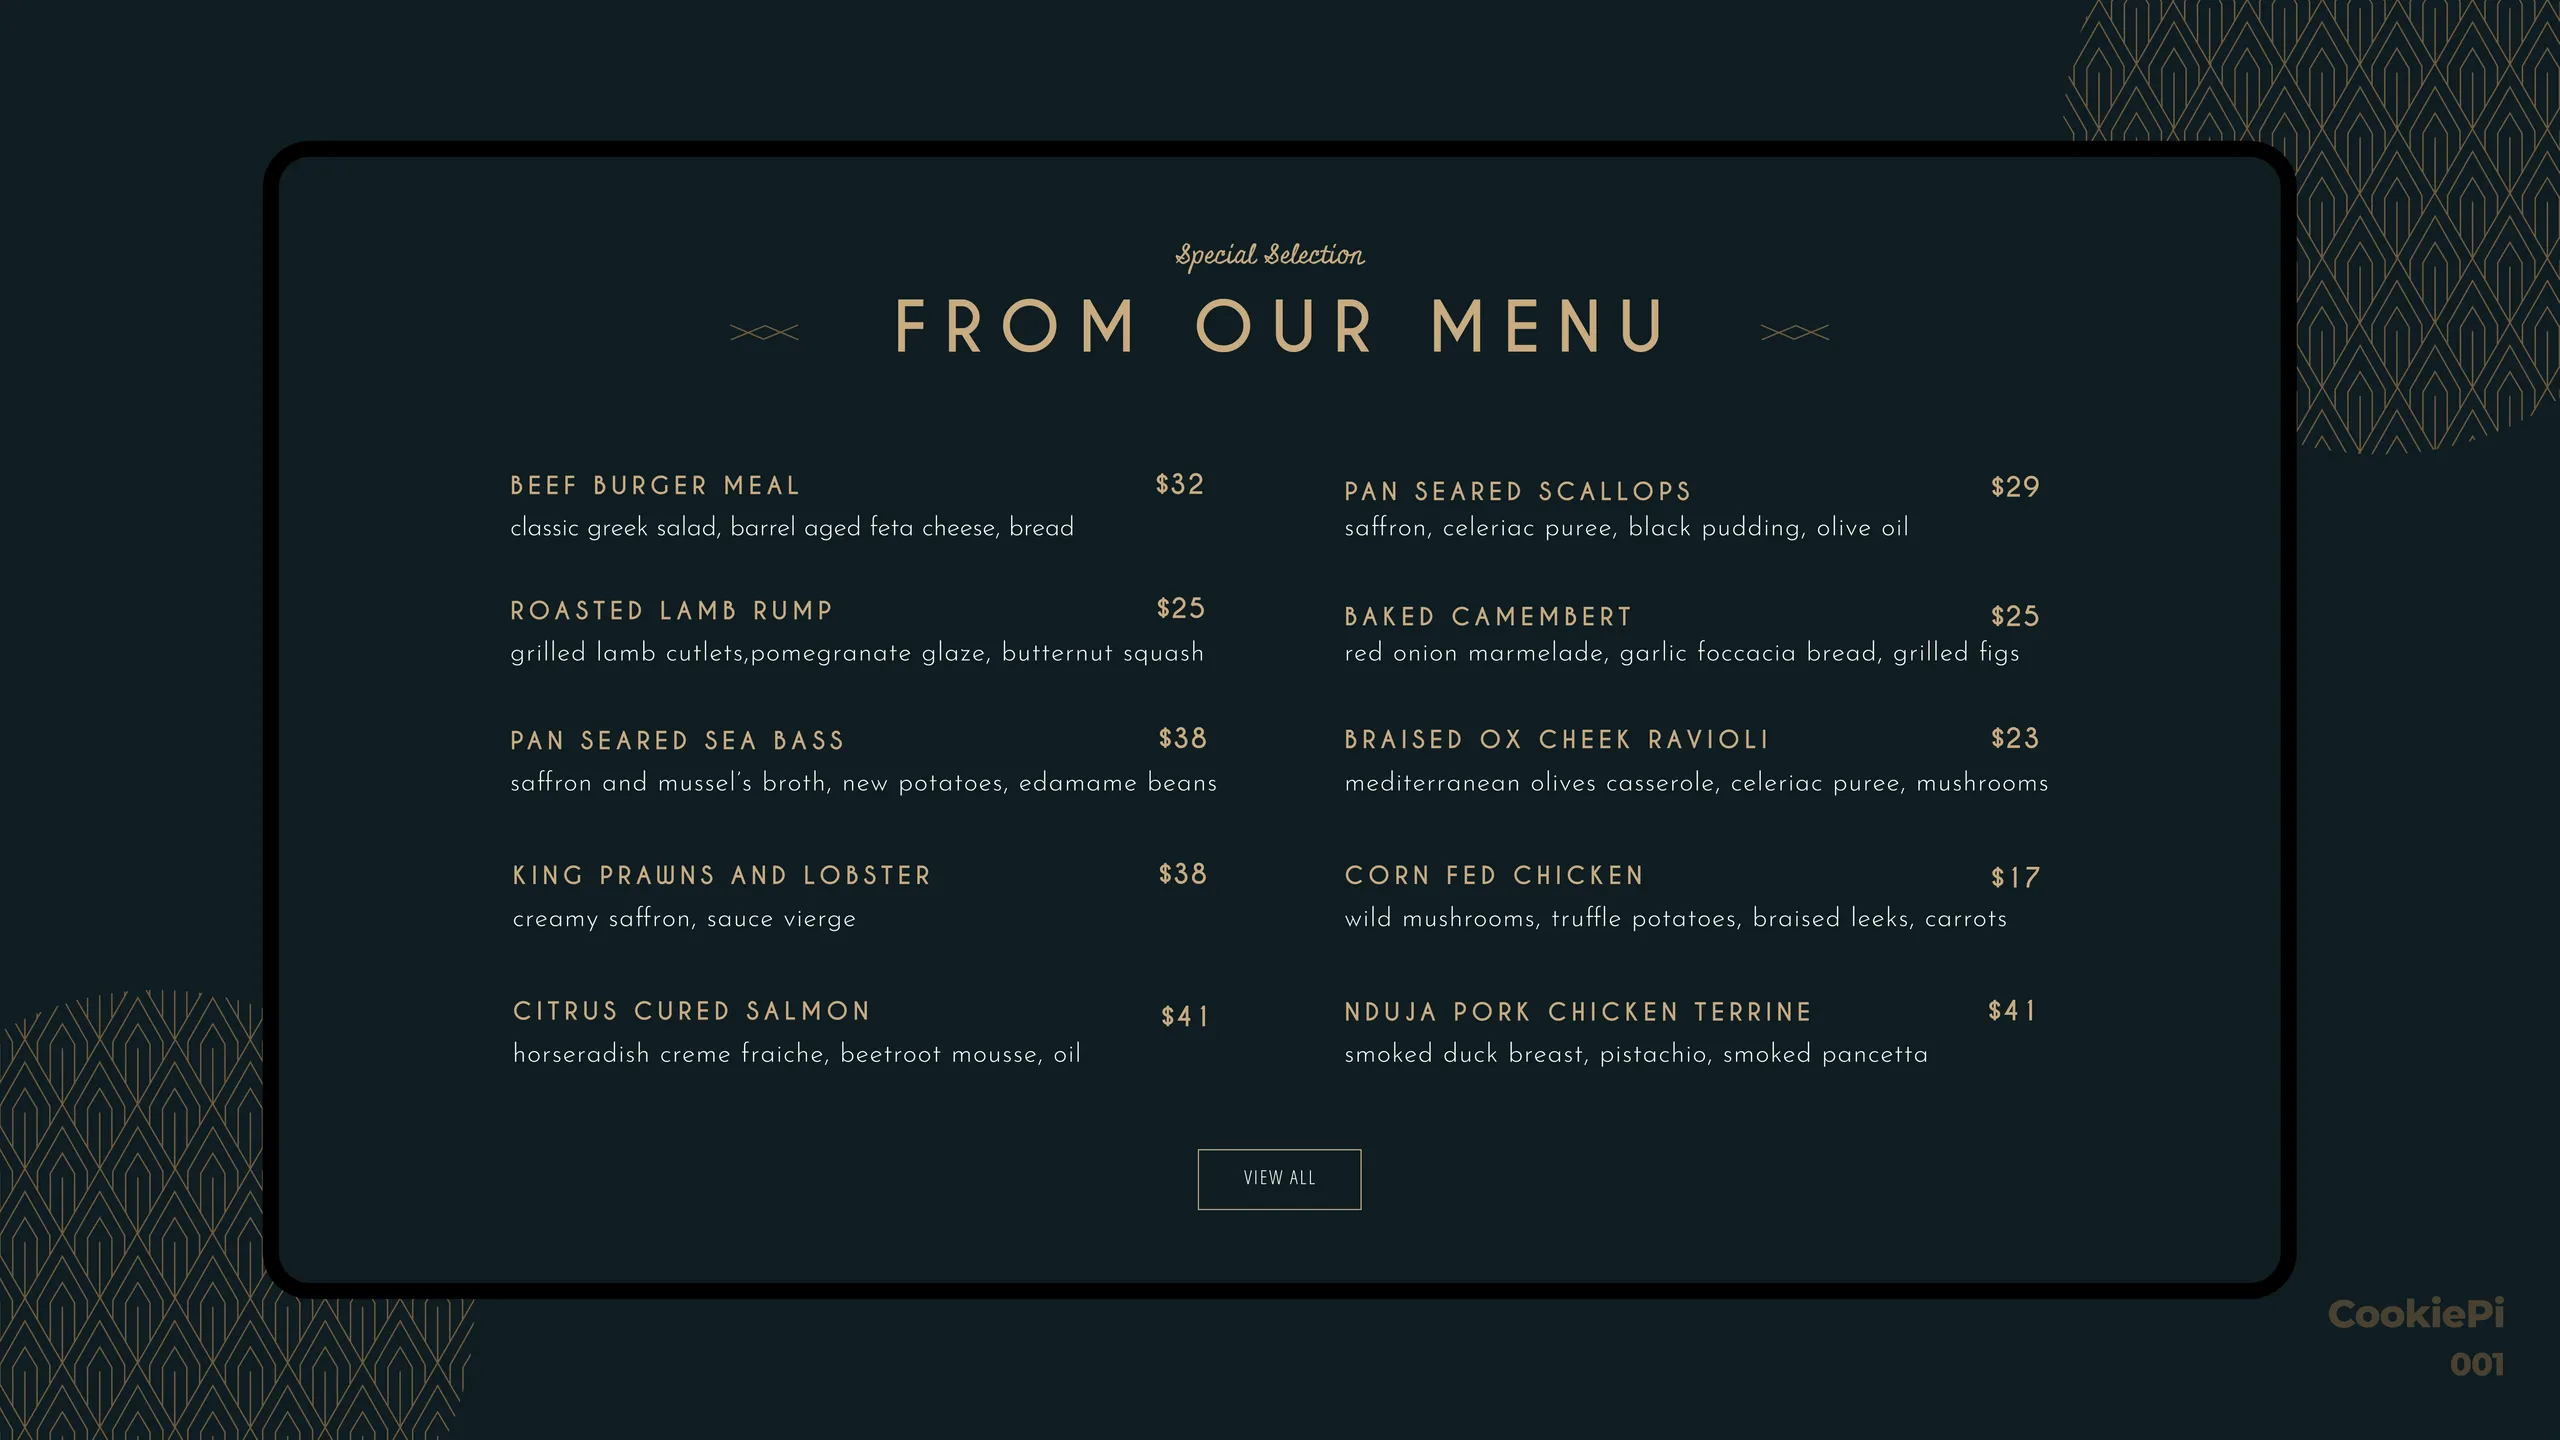 Special Selection
FROM OUR MENU
BEEF BURGER MEAL $32
classic greek salad, barrel aged feta cheese, bread
ROASTED LAMB RUMP $25
grilled lamb cutlets,pomegranate glaze, butternut squash
PAN SEARED SEA BASS $38
saffron and mussel's broth, new potatoes, edamame beans
KING PRAWNS AND LOBSTER $38
creamy saffron, sauce vierge
CITRUS CURED SALMON $41
horseradish creme fraiche, beetroot mousse, oil
PAN SEARED SCALLOPS $29
saffron, celeriac puree, black pudding, olive oil
BAKED CAMEMBERT $25
red onion marmelade, garlic foccacia bread, grilled figs
BRAISED OX CHEEK RAVIOLI $23
mediterranean olives casserole, celeriac puree, mushrooms
CORN FED CHICKEN $17
wild mushrooms, truffle potatoes, braised leeks, carrots
NDUJA PORK CHICKEN TERRINE $41
smoked duck breast, pistachio, smoked pancetta
VIEW ALL
CookiePi
001